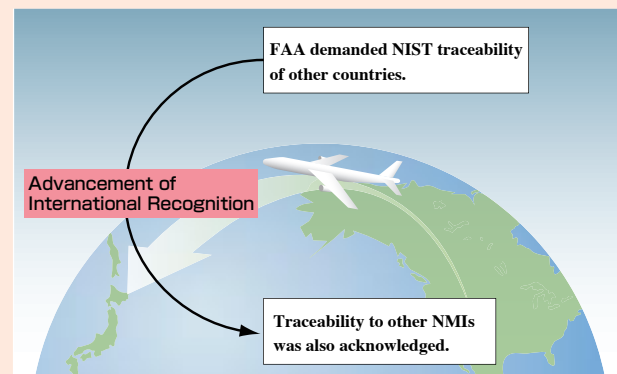 FAA demanded NIST traceability
of other countries.
Advancement of
International Recognition
Traceability to other NMIs
was also acknowledged.